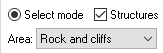 Select mode Structures
Area: Rock and cliffs